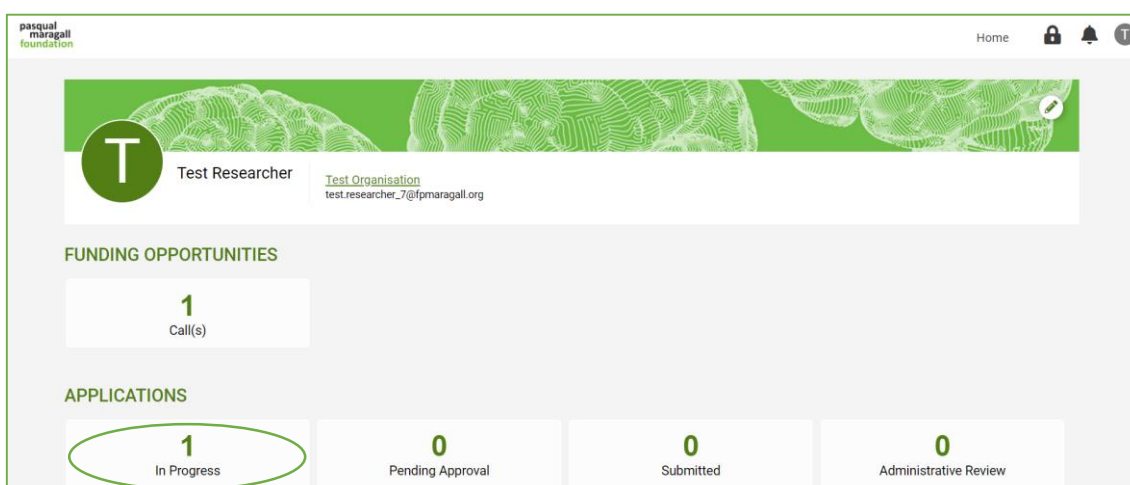 pasqual
maragall
foundation
Home
T
T
Test Researcher
Test Organisation
test.researcher_7@fpmaragall.org
FUNDING OPPORTUNITIES
1
Call(s)
APPLICATIONS
1
In Progress
0
Pending Approval
0
Submitted
0
Administrative Review